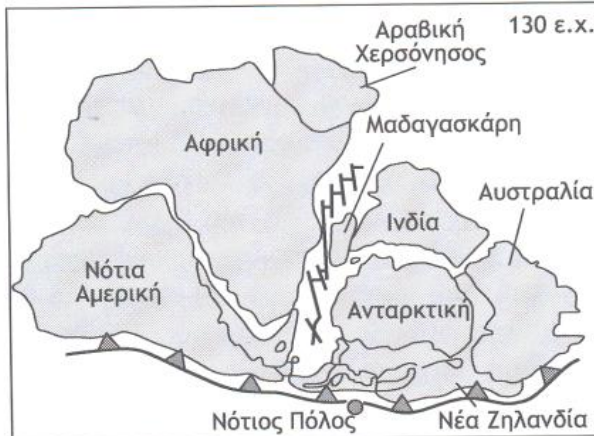 130 ε.χ.
Αραβική
Χερσόνησος
Αφρική
Μαδαγασκάρη
Αυστραλία
Ινδία
Νότια
Αμερική
Ανταρκτική
Νότιος Πόλος
Νέα Ζηλανδία